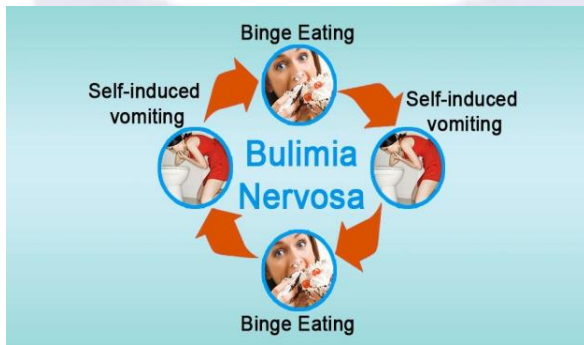 Binge Eating
Self-induced
vomiting
Self-induced
vomiting
Bulimia
Nervosa
Binge Eating